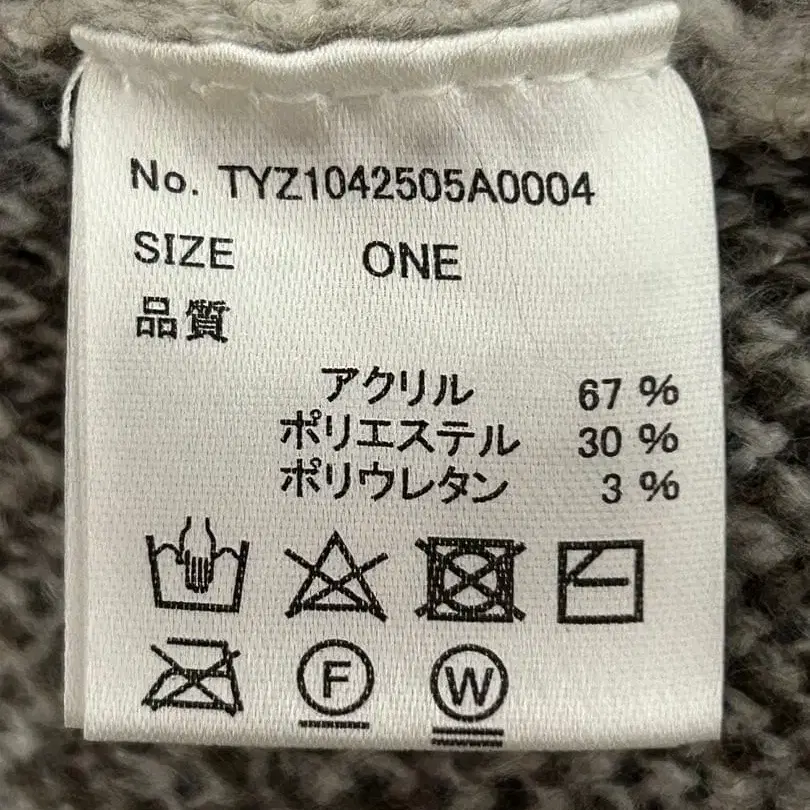 No. TYZ1042505A0004
SIZE ONE
品質
アクリル 67 %
ポリエステル 30 %
ポリウレタン 3 %
F W